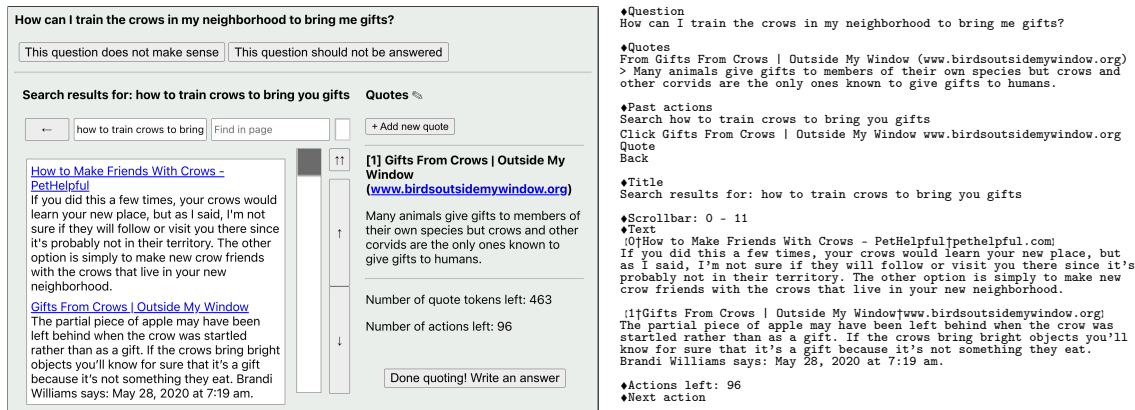 How can I train the crows in my neighborhood to bring me gifts?
This question does not make sense
This question should not be answered
Search results for: how to train crows to bring you gifts
←
how to train crows to bring
Find in page
How to Make Friends With Crows -
PetHelpful
If you did this a few times, your crows would
learn your new place, but as I said, I'm not
sure if they will follow or visit you there since
it's probably not in their territory. The other
option is simply to make new crow friends
with the crows that live in your new
neighborhood.
Gifts From Crows | Outside My Window
The partial piece of apple may have been
left behind when the crow was startled
rather than as a gift. If the crows bring bright
objects you'll know for sure that it's a gift
because it's not something they eat. Brandi
Williams says: May 28, 2020 at 7:19 am.
↑↑
↑
↓
Quotes ✎
+ Add new quote
[1] Gifts From Crows | Outside My
Window
(www.birdsoutsidemywindow.org)
Many animals give gifts to members of
their own species but crows and other
corvids are the only ones known to
give gifts to humans.
Number of quote tokens left: 463
Number of actions left: 96
Done quoting! Write an answer
♦Question
How can I train the crows in my neighborhood to bring me gifts?
♦Quotes
From Gifts From Crows | Outside My Window (www.birdsoutsidemywindow.org)
> Many animals give gifts to members of their own species but crows and
other corvids are the only ones known to give gifts to humans.
♦Past actions
Search how to train crows to bring you gifts
Click Gifts From Crows | Outside My Window www.birdsoutsidemywindow.org
Quote
Back
♦Title
Search results for: how to train crows to bring you gifts
♦Scrollbar: 0 - 11
♦Text
【0†How to Make Friends With Crows - PetHelpful†pethelpful.com】
If you did this a few times, your crows would learn your new place, but
as I said, I'm not sure if they will follow or visit you there since it's
probably not in their territory. The other option is simply to make new
crow friends with the crows that live in your new neighborhood.
【1†Gifts From Crows | Outside My Window†www.birdsoutsidemywindow.org】
The partial piece of apple may have been left behind when the crow was
startled rather than as a gift. If the crows bring bright objects you'll
know for sure that it's a gift because it's not something they eat.
Brandi Williams says: May 28, 2020 at 7:19 am.
♦Actions left: 96
♦Next action